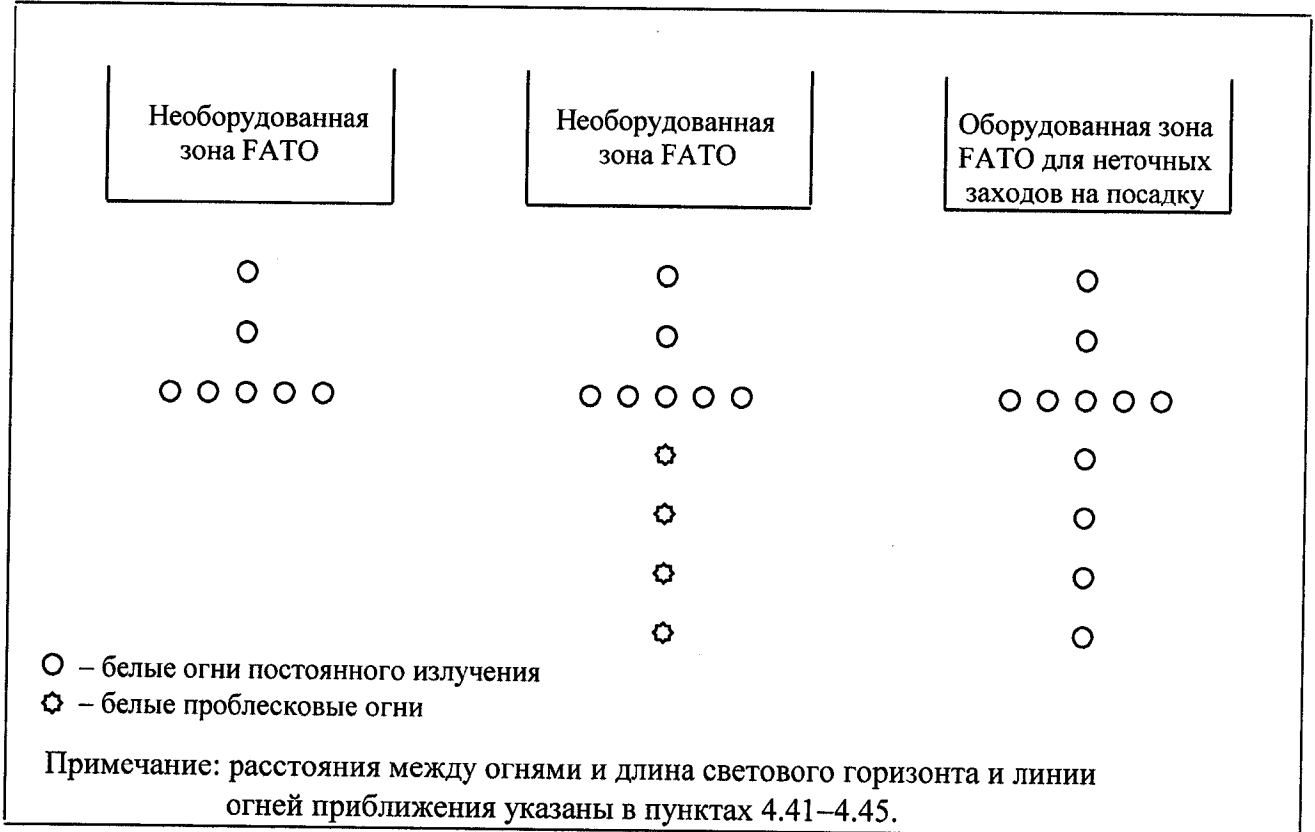 Необорудованная
зона FATO
Необорудованная
зона FATO
Оборудованная зона
FATO для неточных
заходов на посадку
– белые огни постоянного излучения
– белые проблесковые огни
Примечание: расстояния между огнями и длина светового горизонта и линии
огней приближения указаны в пунктах 4.41–4.45.